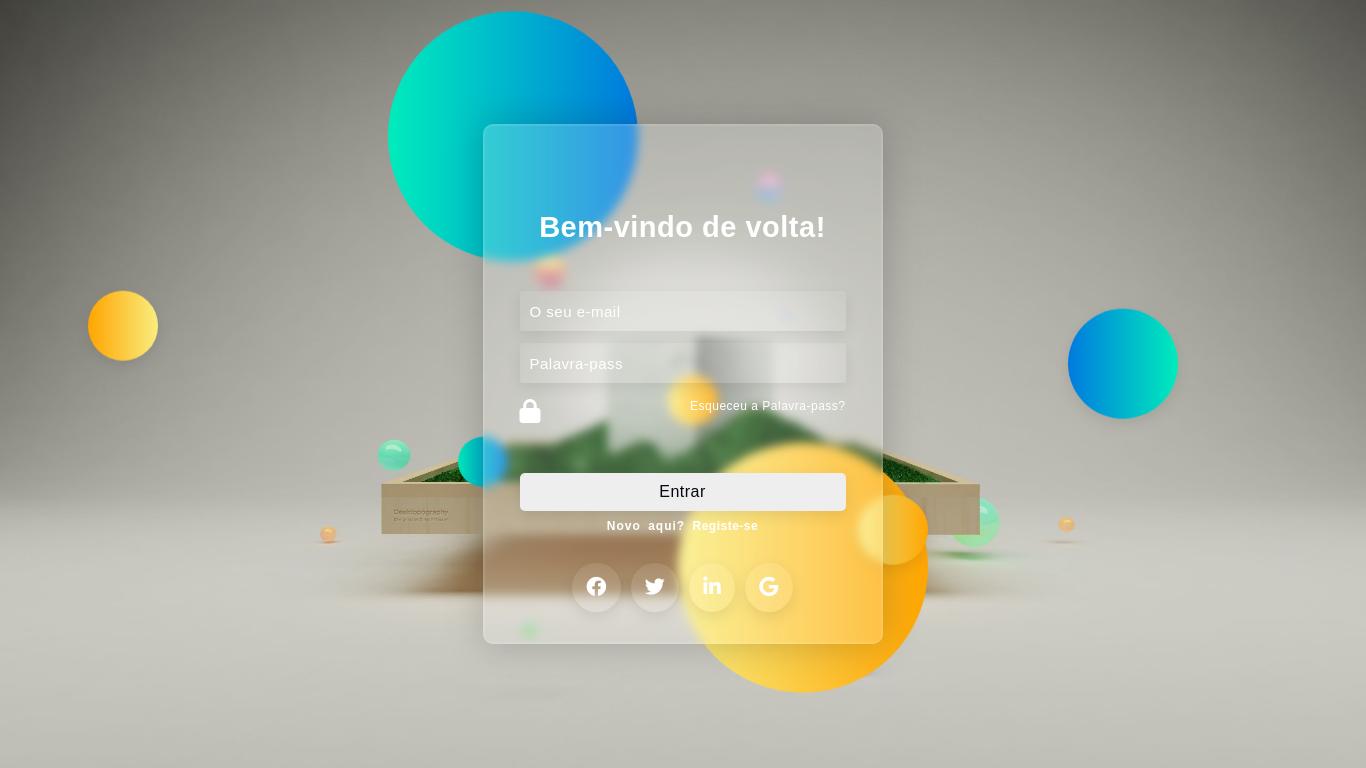 Bem-vindo de volta!
O seu e-mail
Palavra-pass
Esqueceu a Palavra-pass?
Desktopography
Entrar
Novo aqui? Registe-se